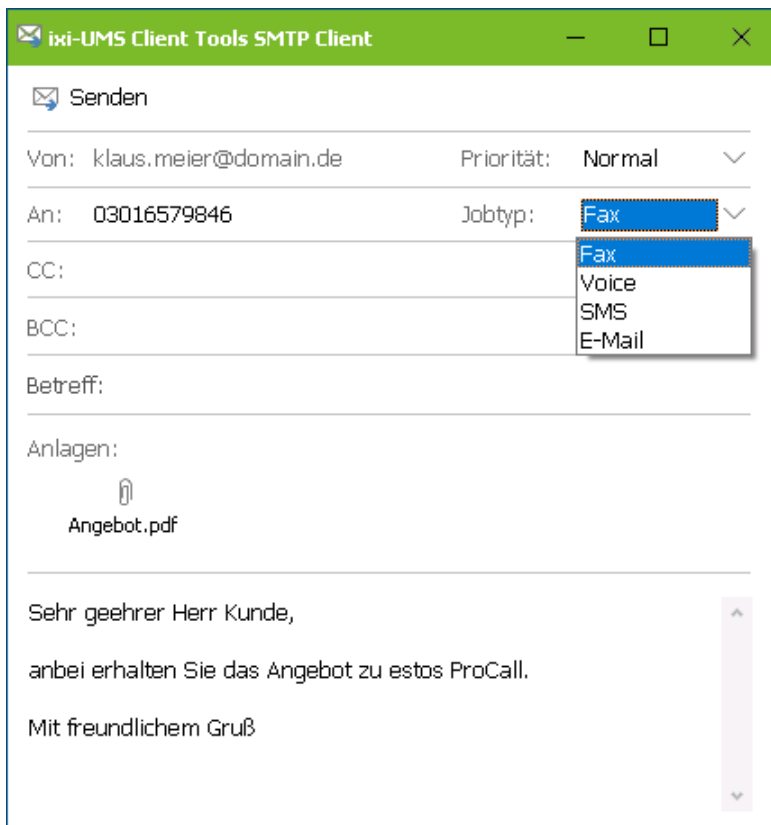 ixi-UMS Client Tools SMTP Client
Senden
Von: klaus.meier@domain.de Priorität: Normal
An: 03016579846 Jobtyp: Fax
Fax
CC:
Voice
SMS
BCC:
E-Mail
Betreff:
Anlagen:
Angebot.pdf
Sehr geehrer Herr Kunde,
anbei erhalten Sie das Angebot zu estos ProCall.
Mit freundlichem Gruß